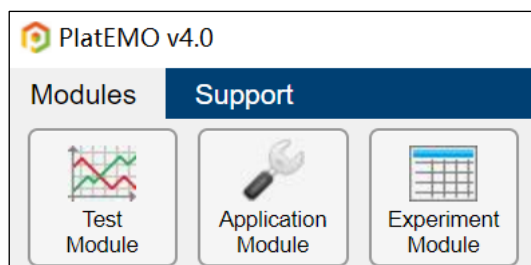 PlatEMO v4.0
Modules Support
Test Module
Application Module
Experiment Module